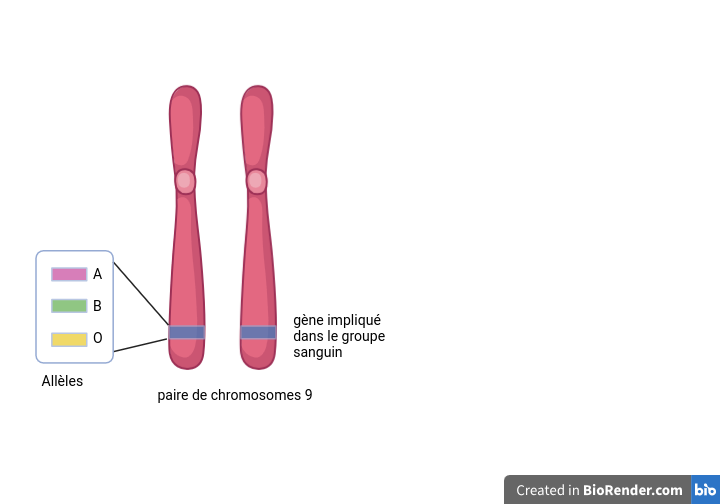 A
B
O
Allèles
gène impliqué
dans le groupe
sanguin
paire de chromosomes 9
Created in BioRender.com bio